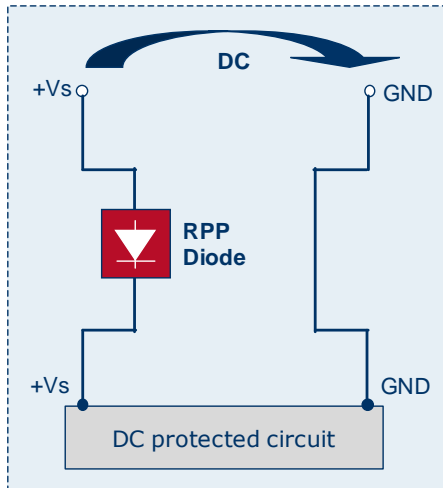 DC
+Vs
GND
RPP
Diode
+Vs
GND
DC protected circuit